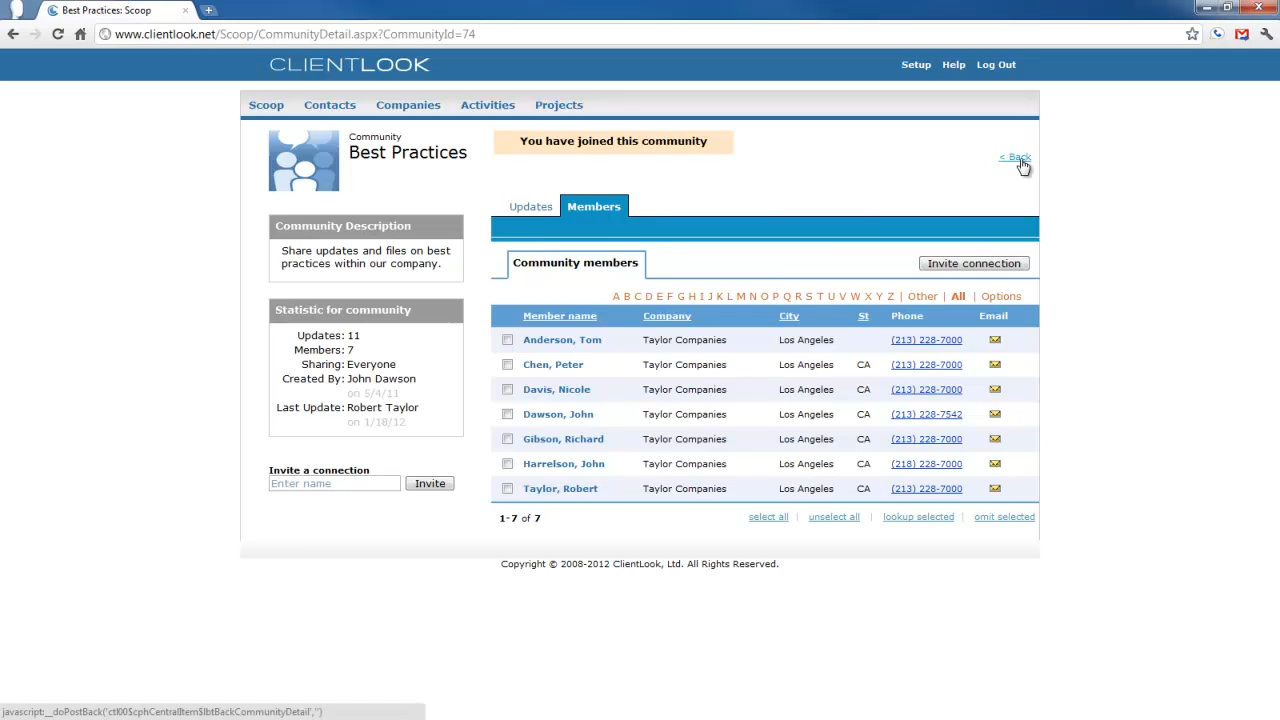 Best Practices: Scoop
www.clientlook.net/Scoop/CommunityDetail.aspx?CommunityId=74
CLIENTLOOK
Setup Help Log Out
Scoop Contacts Companies Activities Projects
Community
Best Practices
You have joined this community
< Back
Updates Members
Community Description
Share updates and files on best
practices within our company.
Statistic for community
Updates: 11
Members: 7
Sharing: Everyone
Created By: John Dawson
on 5/4/11
Last Update: Robert Taylor
on 1/18/12
Invite a connection
Enter name Invite
Community members Invite connection
A B C D E F G H I J K L M N O P Q R S T U V W X Y Z | Other | All | Options
Member name Company City St Phone Email
Anderson, Tom Taylor Companies Los Angeles (213) 228-7000
Chen, Peter Taylor Companies Los Angeles CA (213) 228-7000
Davis, Nicole Taylor Companies Los Angeles CA (213) 228-7000
Dawson, John Taylor Companies Los Angeles CA (213) 228-7542
Gibson, Richard Taylor Companies Los Angeles CA (213) 228-7000
Harrelson, John Taylor Companies Los Angeles CA (218) 228-7000
Taylor, Robert Taylor Companies Los Angeles CA (213) 228-7000
1-7 of 7 select all | unselect all | lookup selected | omit selected
Copyright © 2008-2012 ClientLook, Ltd. All Rights Reserved.
javascript:__doPostBack('ctl00$cphCentralItem$lbtBackCommunityDetail','')